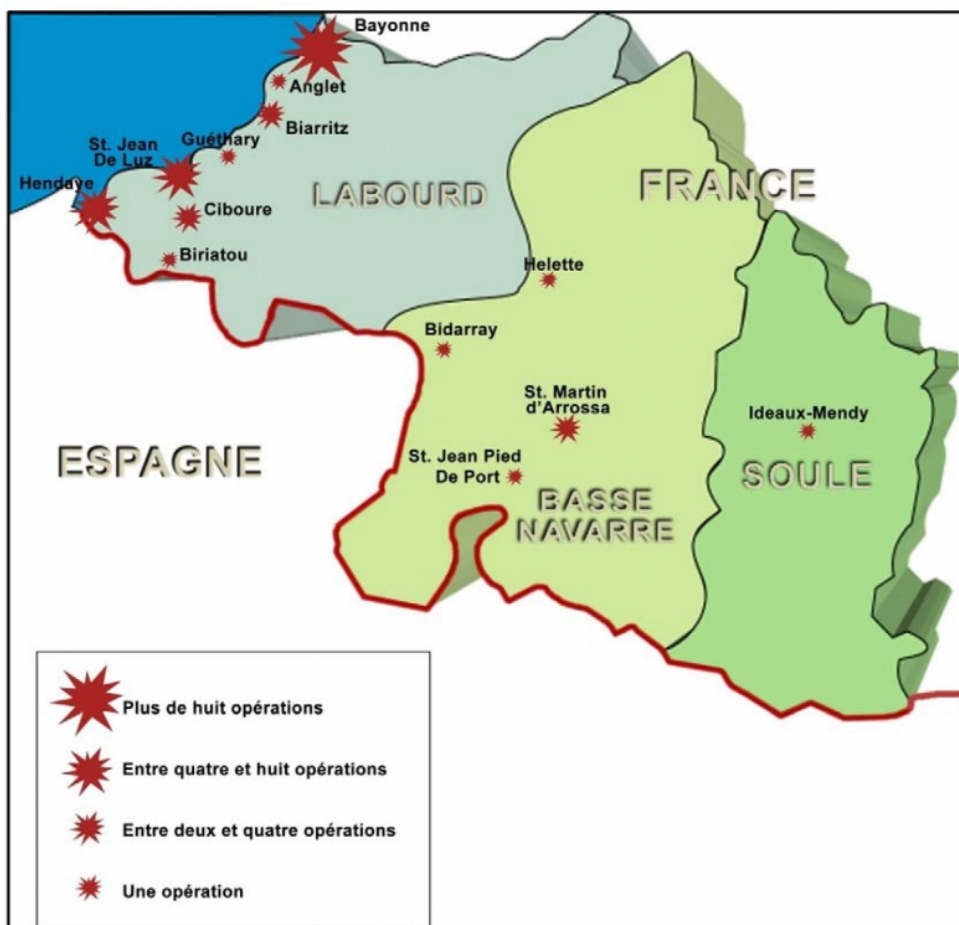 Bayonne
Anglet
Biarritz
Guéthary
St. Jean
De Luz
Hendaye
Ciboure
Biriatou
LABOURD
FRANCE
Helette
Bidarray
St. Martin
d'Arrossa
Ideaux-Mendy
ESPAGNE
St. Jean Pied
De Port
SOULE
BASSE
NAVARRE
Plus de huit opérations
Entre quatre et huit opérations
Entre deux et quatre opérations
Une opération